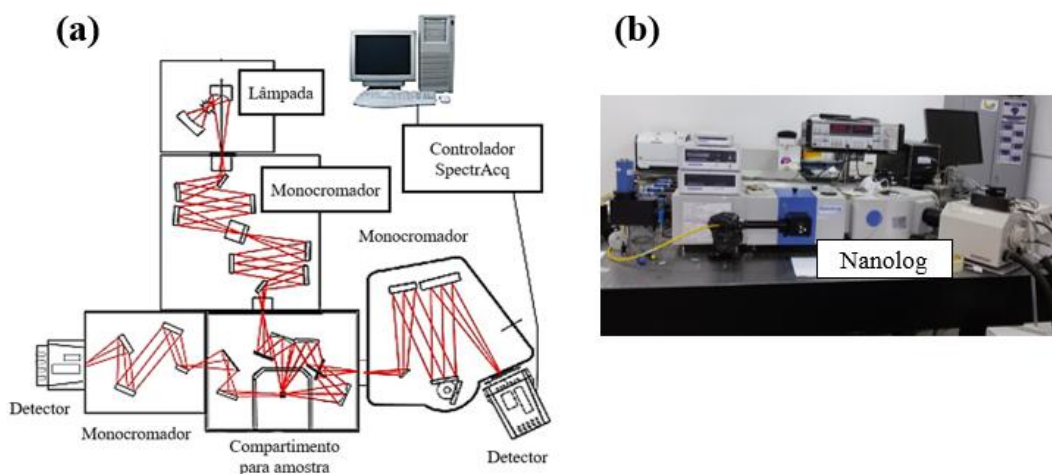 (a)
(b)
Lâmpada
Controlador
SpectrAcq
Monocromador
Monocromador
Nanolog
Detector
Monocromador
Compartimento
para amostra
Detector